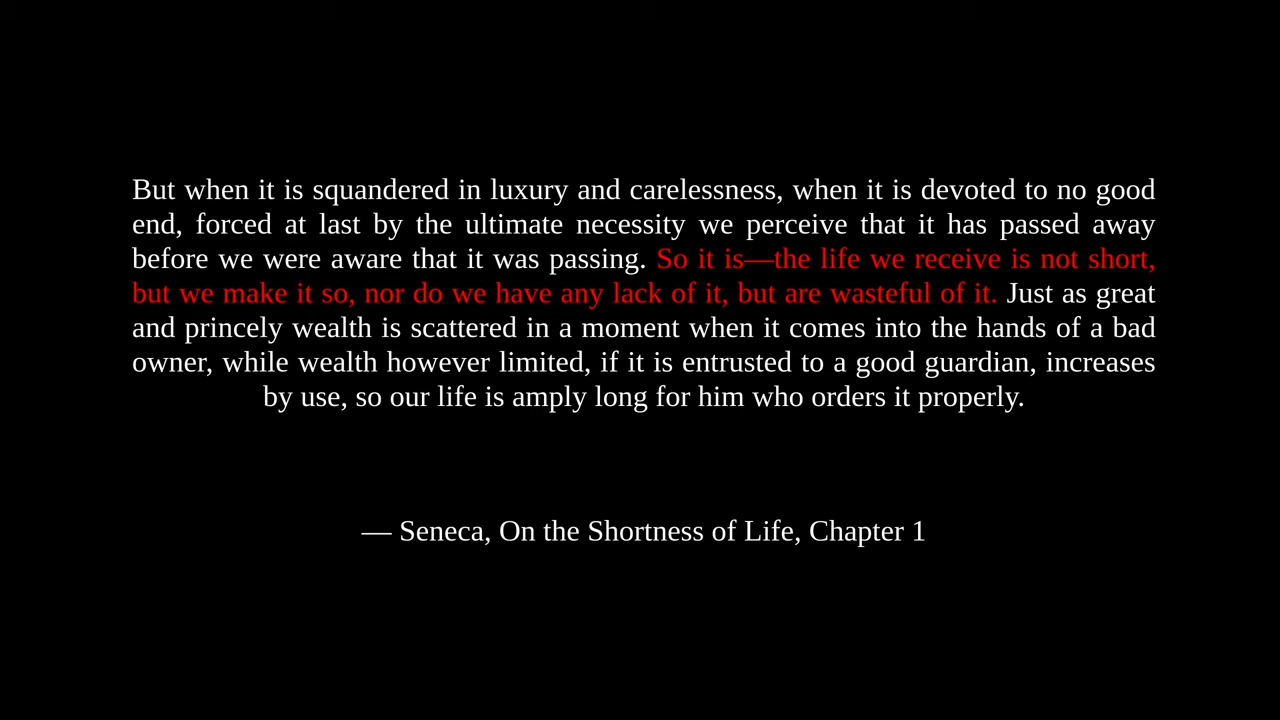 But when it is squandered in luxury and carelessness, when it is devoted to no good
end, forced at last by the ultimate necessity we perceive that it has passed away
before we were aware that it was passing. So it is—the life we receive is not short,
but we make it so, nor do we have any lack of it, but are wasteful of it. Just as great
and princely wealth is scattered in a moment when it comes into the hands of a bad
owner, while wealth however limited, if it is entrusted to a good guardian, increases
by use, so our life is amply long for him who orders it properly.
— Seneca, On the Shortness of Life, Chapter 1